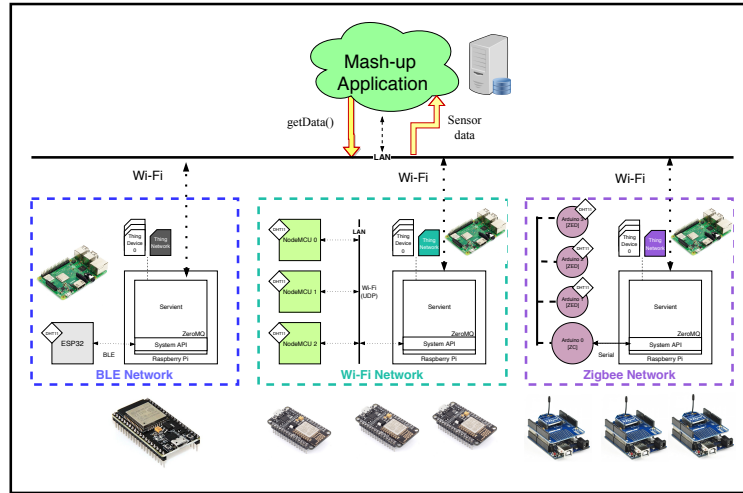 Mash-up
Application
getData()
Sensor
data
LAN
Wi-Fi
Wi-Fi
Wi-Fi
Thing
Device
0
Thing
Network
Servient
ZeroMQ
System API
Raspberry Pi
DHT11
ESP32
BLE
BLE Network
DHT11
NodeMCU 0
DHT11
NodeMCU 1
DHT11
NodeMCU 2
LAN
Wi-Fi
(UDP)
Thing
Device
0
Thing
Network
Servient
ZeroMQ
System API
Raspberry Pi
Wi-Fi Network
DHT11
Arduino
[ZED]
DHT11
Arduino
[ZED]
DHT11
Arduino
[ZED]
Arduino 0
[ZC]
Serial
Thing
Device
0
Thing
Network
Servient
ZeroMQ
System API
Raspberry Pi
Zigbee Network